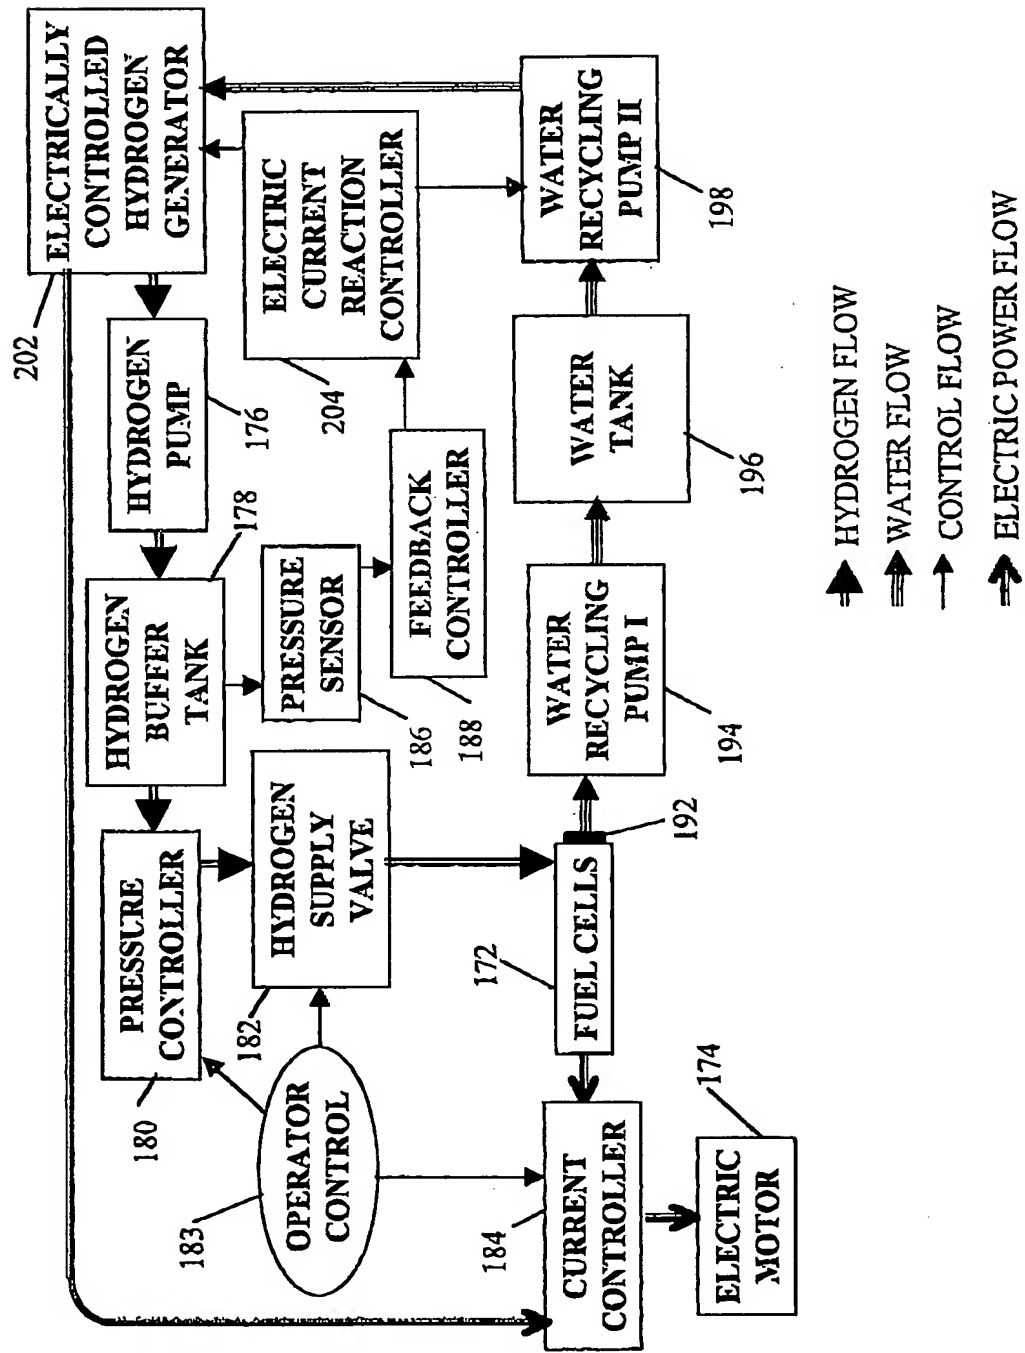 ELECTRICALLY
CONTROLLED
HYDROGEN
GENERATOR
202
HYDROGEN
PUMP
176
HYDROGEN
BUFFER
TANK
178
PRESSURE
CONTROLLER
180
ELECTRIC
CURRENT
REACTION
CONTROLLER
204
PRESSURE
SENSOR
186
FEEDBACK
CONTROLLER
188
HYDROGEN
SUPPLY
VALVE
182
OPERATOR
CONTROL
183
WATER
RECYCLING
PUMP II
198
WATER
TANK
196
WATER
RECYCLING
PUMP I
194
192
FUEL CELLS
172
CURRENT
CONTROLLER
184
ELECTRIC
MOTOR
174
HYDROGEN FLOW
WATER FLOW
CONTROL FLOW
ELECTRIC POWER FLOW